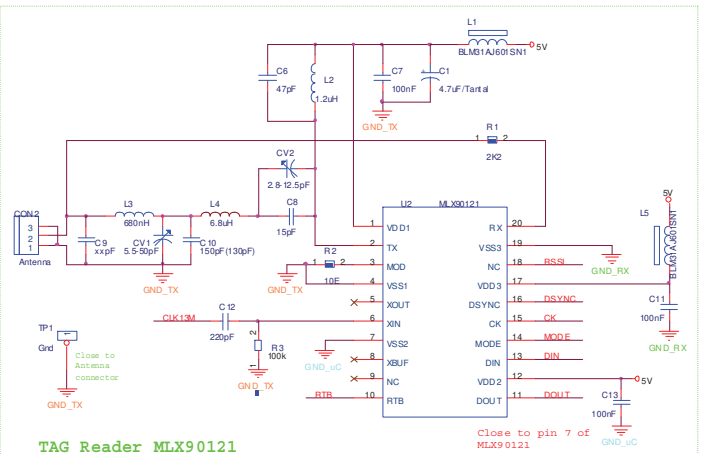 L1
BLM31AJ601SN1
5V
C6
47pF
L2
1.2uH
C7
100nF
C1
4.7uF/Tantal
GND_TX
R1
1
2
2K2
CV2
2.8-12.5pF
C8
15pF
CON2
3
2
1
Antenna
L3
680nH
L4
6.8uH
C9
xxpF
CV1
5.5-50pF
C10
150pF(130pF)
GND_TX
R2
1
2
10E
GND_TX
U2
MLX90121
1
VDD1
2
TX
3
MOD
4
VSS1
5
XOUT
6
XIN
7
VSS2
8
XBUF
9
NC
10
RTB
RX
20
VSS3
19
NC
18
VDD3
17
DSYNC
16
CK
15
MODE
14
DIN
13
VDD2
12
DOUT
11
RSSI
DSYNC
CK
MODE
DIN
DOUT
RTB
GND_RX
5V
L5
BLM31AJ601SN1
C11
100nF
GND_RX
5V
C13
100nF
GND_uC
CLK13M
C12
220pF
2
R3
100k
1
GND_TX
GND_uC
TP1
1
Gnd
Close to
Antenna
connector
GND_TX
Close to pin 7 of
MLX90121
TAG Reader MLX90121